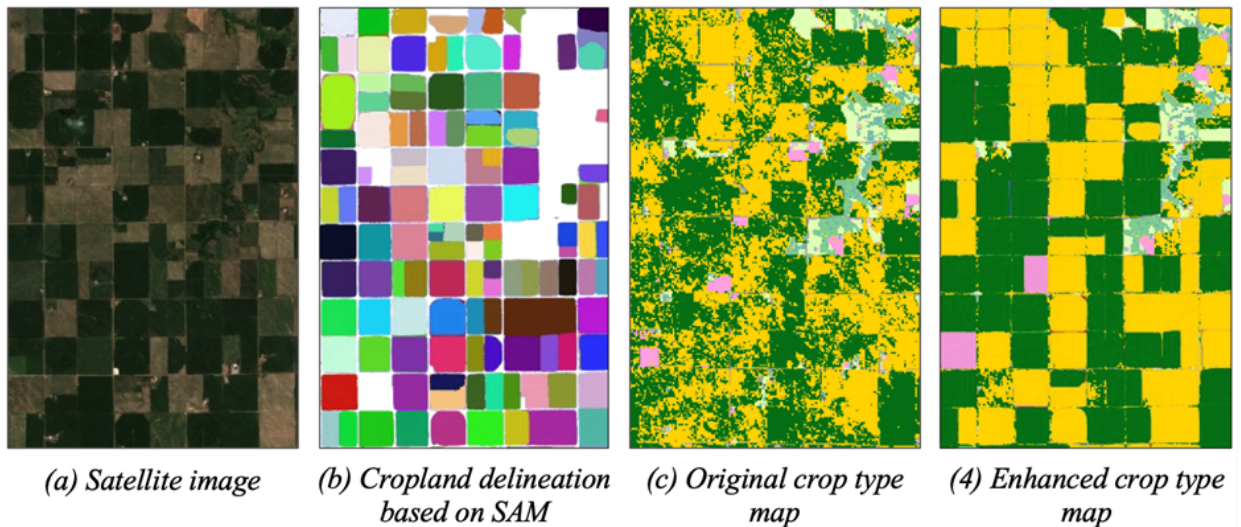 (a) Satellite image
(b) Cropland delineation
based on SAM
(c) Original crop type
map
(4) Enhanced crop type
map